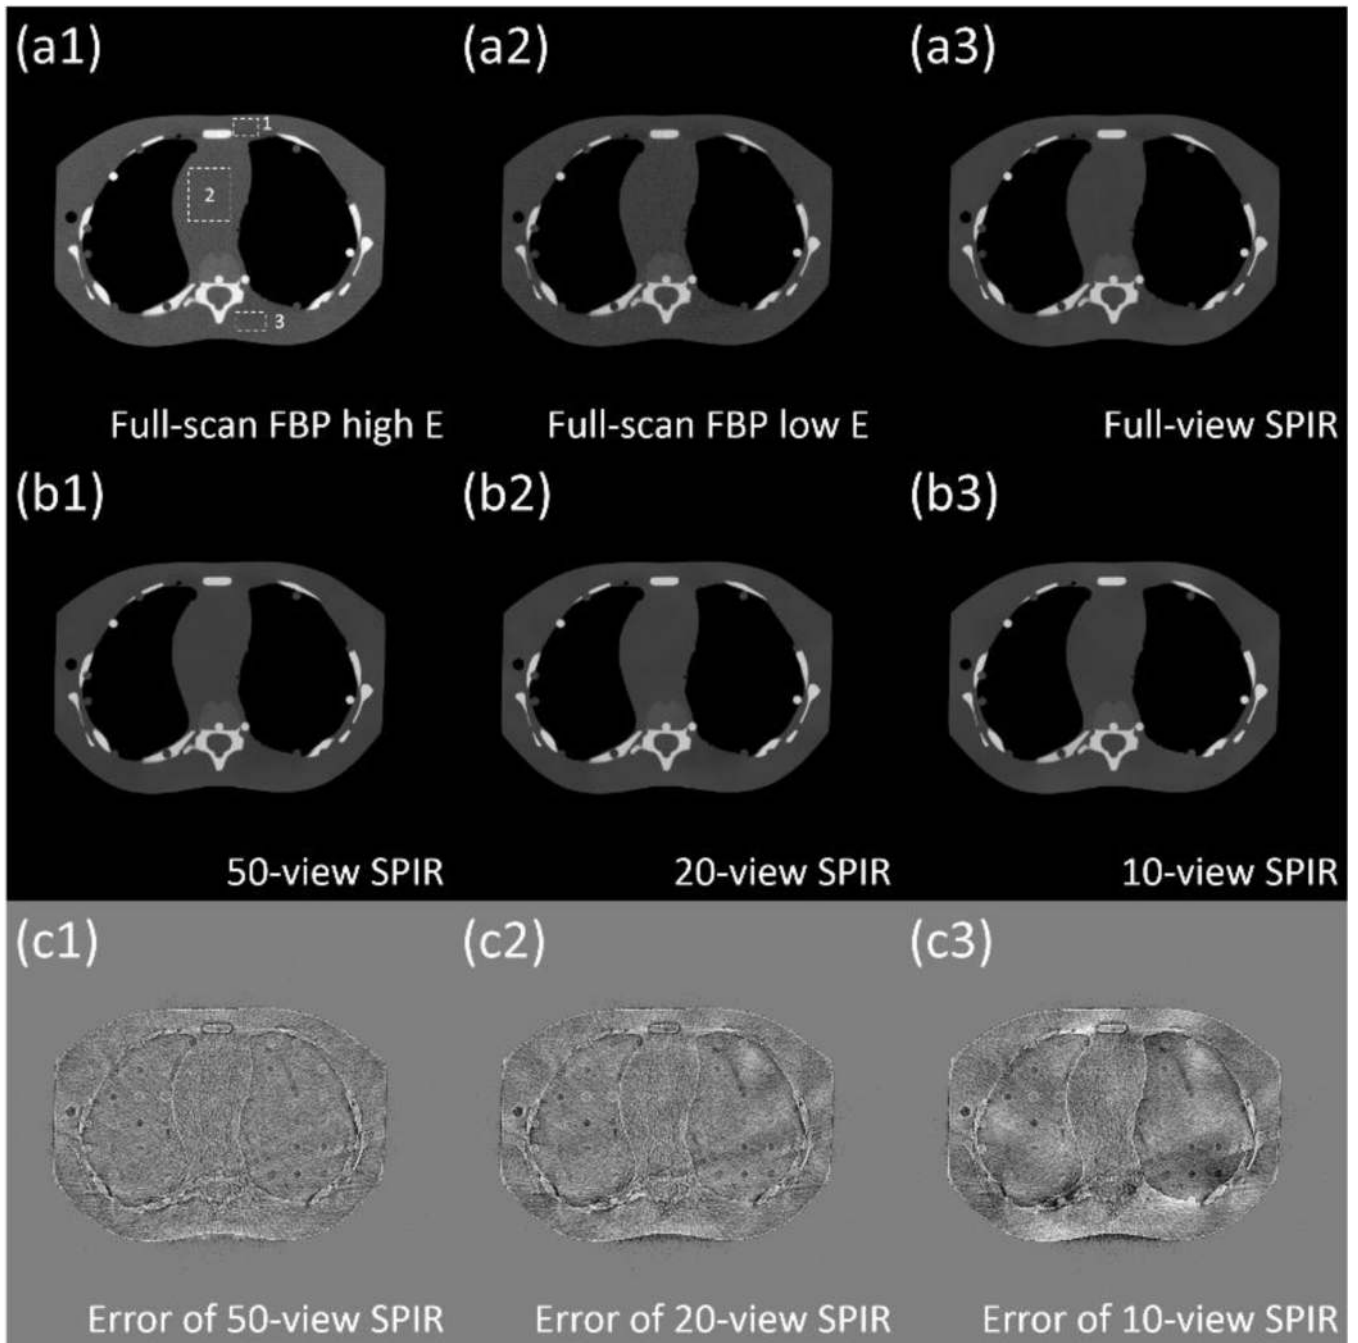 (a1)
(a2)
(a3)
1
2
3
Full-scan FBP high E
Full-scan FBP low E
Full-view SPIR
(b1)
(b2)
(b3)
50-view SPIR
20-view SPIR
10-view SPIR
(c1)
(c2)
(c3)
Error of 50-view SPIR
Error of 20-view SPIR
Error of 10-view SPIR